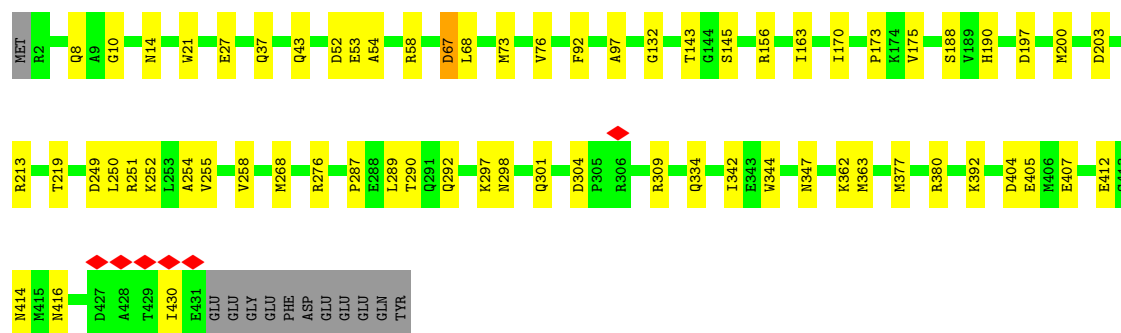 MET R2 Q8 A9 G10 N14 W21 E27 Q37 Q43 D52 E53 A54 R58 D67 L68 M73 V76 F92 A97 G132 T143 G144 S145 R156 I163 I170 P173 K174 V175 S188 V189 H190 D197 M200 D203
R213 T219 D249 L250 R251 K252 L253 A254 V255 V258 M268 R276 P287 E288 L289 T290 Q291 Q292 K297 N298 Q301 D304 P305 R306 R309 Q334 I342 E343 W344 N347 K362 M363 M377 R380 K392 D404 E405 M406 E407 E412
N414 M415 N416 D427 A428 T429 I430 E431 GLU GLU GLY GLU PHE ASP GLU GLU GLU GLN TYR